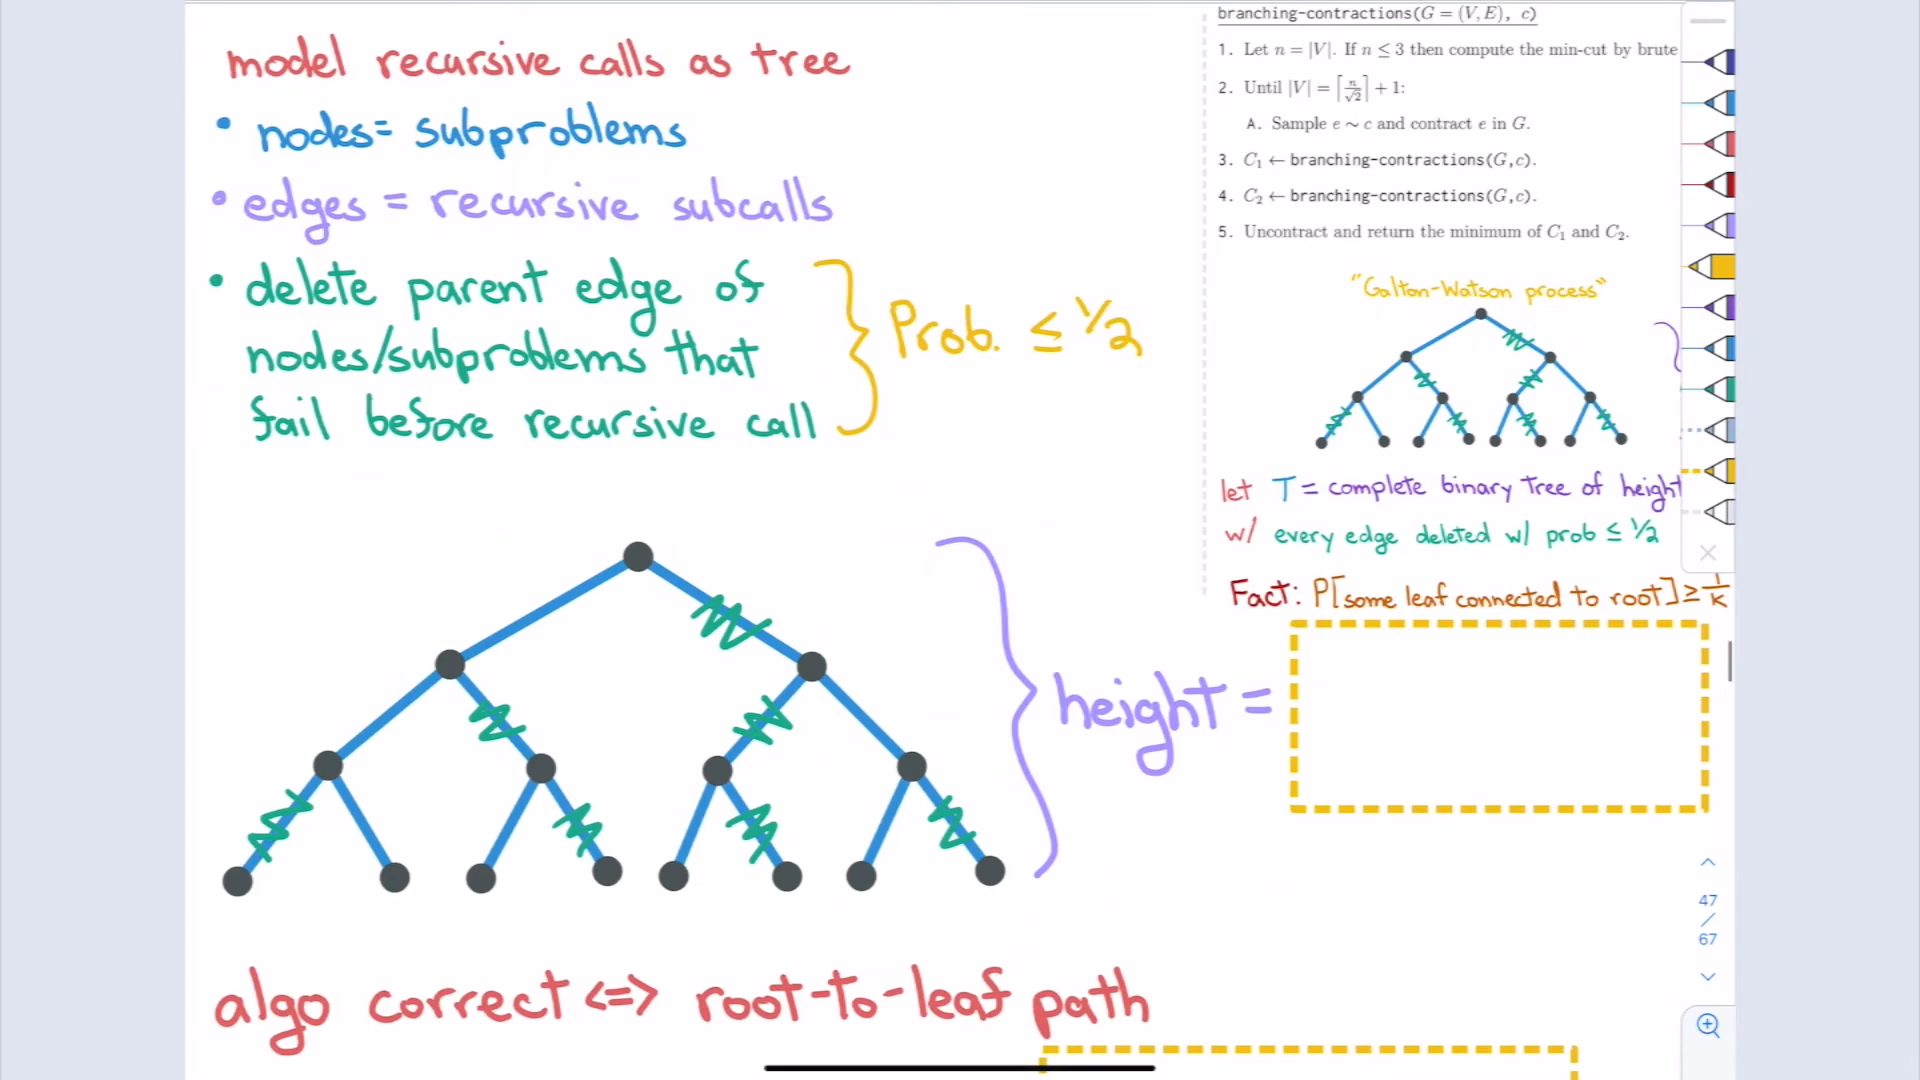 model recursive calls as tree
• nodes= subproblems
• edges = recursive subcalls
• delete parent edge of
nodes/subproblems that
fail before recursive call
Prob. ≤ 1/2
height =
algo correct <=> root-to-leaf path
branching-contractions(G = (V, E), c)
1. Let n = |V|. If n ≤ 3 then compute the min-cut by brute
2. Until |V| = ⌈n/√2⌉ + 1:
A. Sample e ~ c and contract e in G.
3. C₁ ← branching-contractions(G,c).
4. C₂ ← branching-contractions(G,c).
5. Uncontract and return the minimum of C₁ and C₂.
"Galton-Watson process"
let T = complete binary tree of height
w/ every edge deleted w/ prob ≤ 1/2
Fact: P[some leaf connected to root] ≥ 1/k
47
/
67